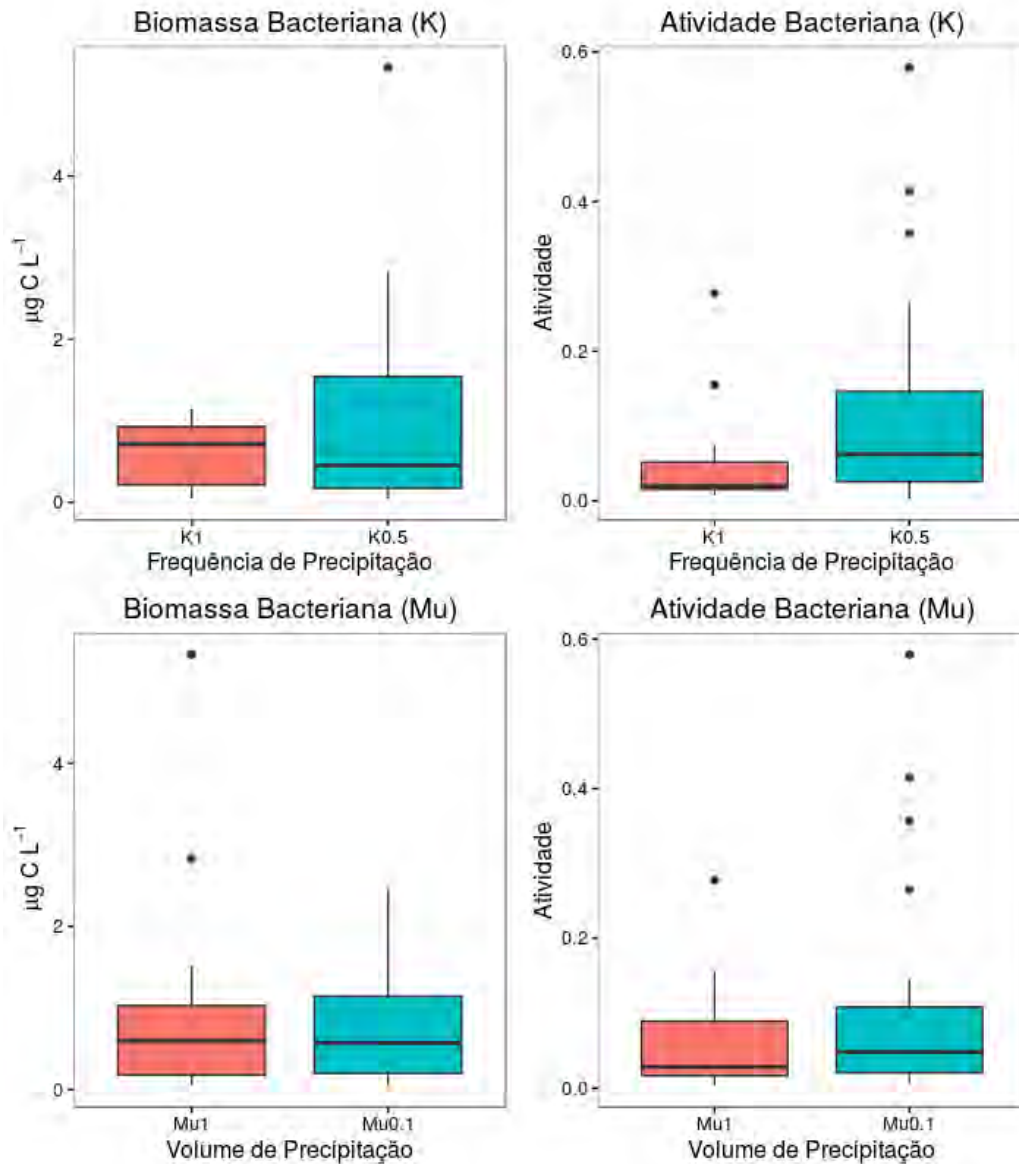 Biomassa Bacteriana (K)
µg C L⁻¹
4
2
0
K1
K0.5
Frequência de Precipitação
Atividade Bacteriana (K)
Atividade
0.6
0.4
0.2
0.0
K1
K0.5
Frequência de Precipitação
Biomassa Bacteriana (Mu)
µg C L⁻¹
4
2
0
Mu1
Mu0.1
Volume de Precipitação
Atividade Bacteriana (Mu)
Atividade
0.6
0.4
0.2
0.0
Mu1
Mu0.1
Volume de Precipitação